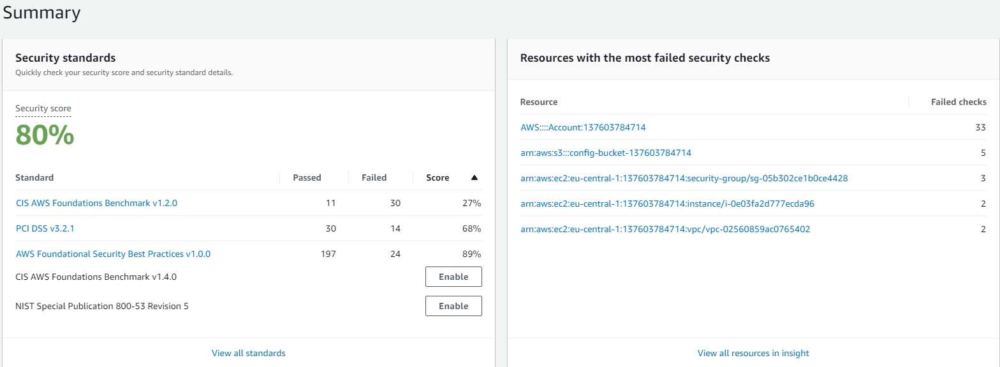 Summary
Security standards
Quickly check your security score and security standard details.
Security score
80%
Standard Passed Failed Score ▲
CIS AWS Foundations Benchmark v1.2.0 11 30 27%
PCI DSS v3.2.1 30 14 68%
AWS Foundational Security Best Practices v1.0.0 197 24 89%
CIS AWS Foundations Benchmark v1.4.0 Enable
NIST Special Publication 800-53 Revision 5 Enable
View all standards
Resources with the most failed security checks
Resource Failed checks
AWS::::Account:137603784714 33
arn:aws:s3:::config-bucket-137603784714 5
arn:aws:ec2:eu-central-1:137603784714:security-group/sg-05b302ce1b0ce4428 3
arn:aws:ec2:eu-central-1:137603784714:instance/i-0e03fa2d777ecda96 2
arn:aws:ec2:eu-central-1:137603784714:vpc/vpc-02560859ac0765402 2
View all resources in insight